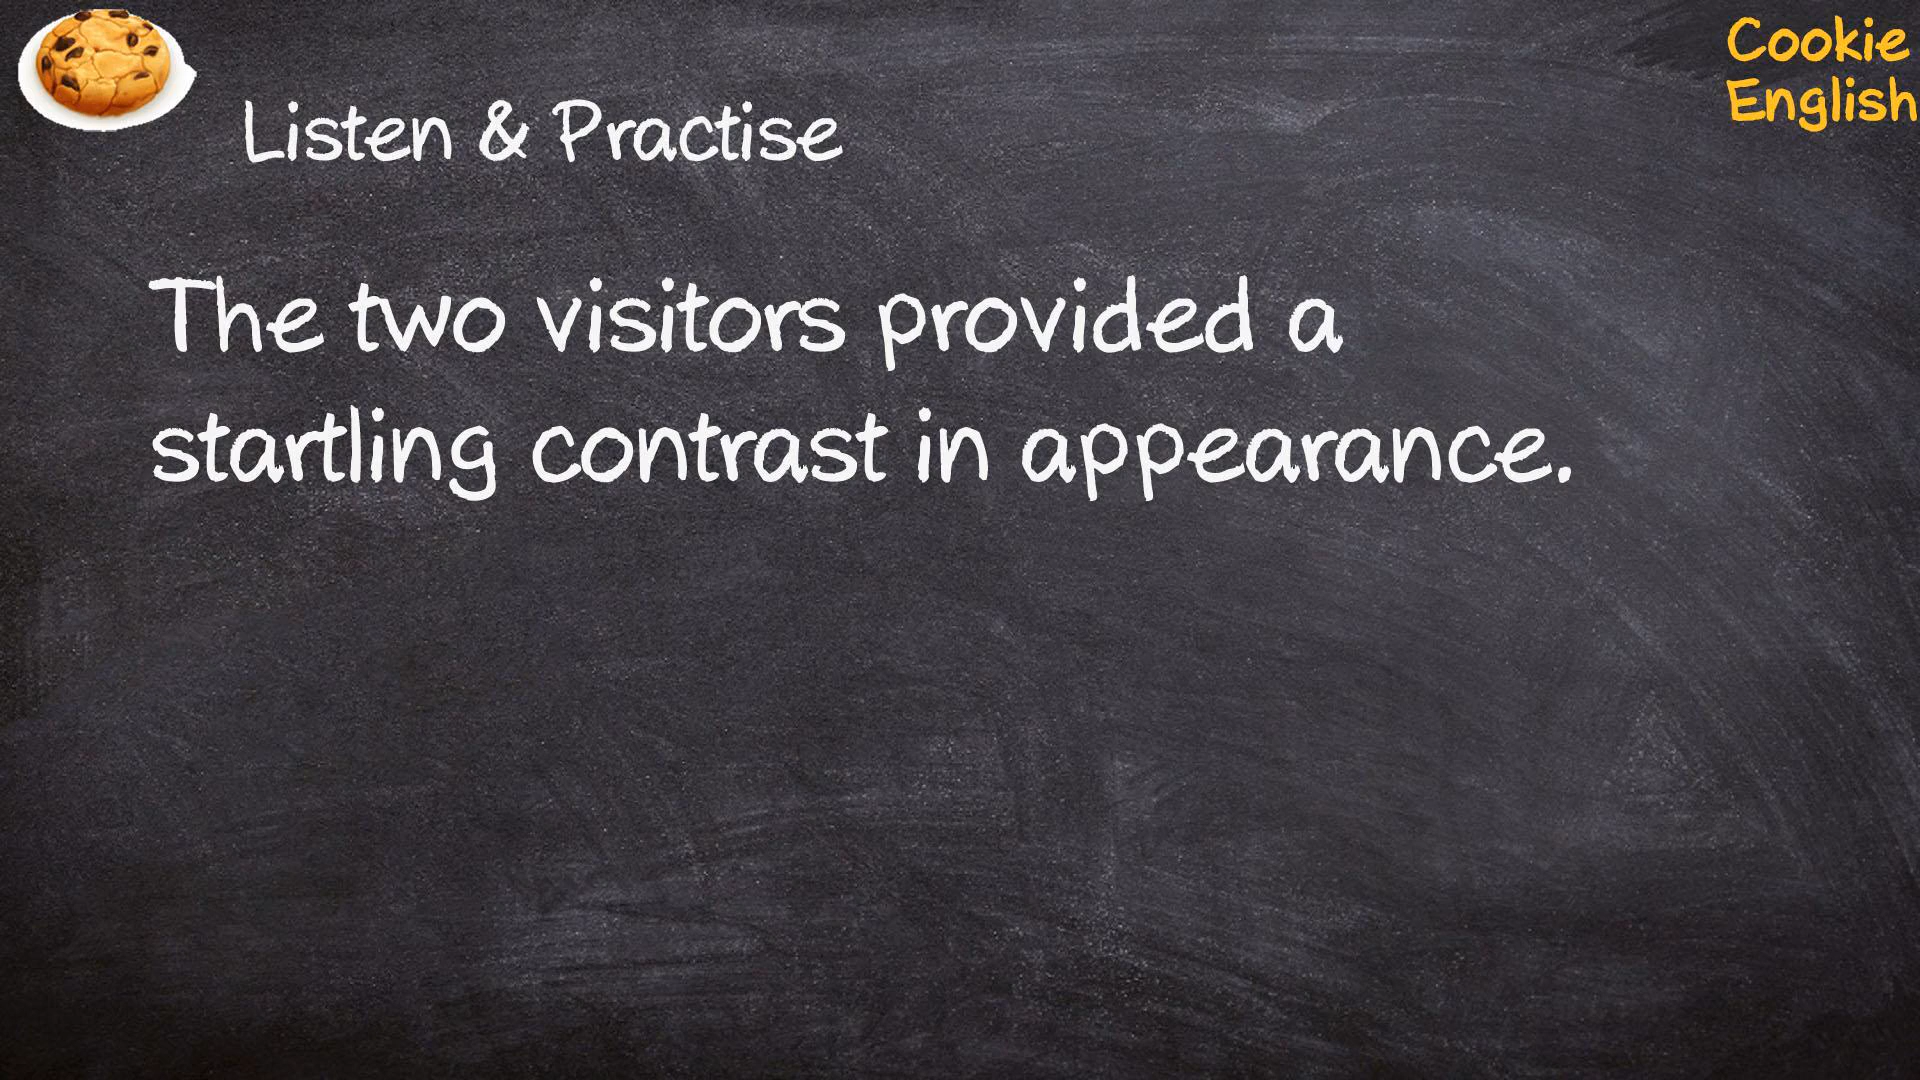 Cookie
English
Listen & Practise
The two visitors provided a
startling contrast in appearance.